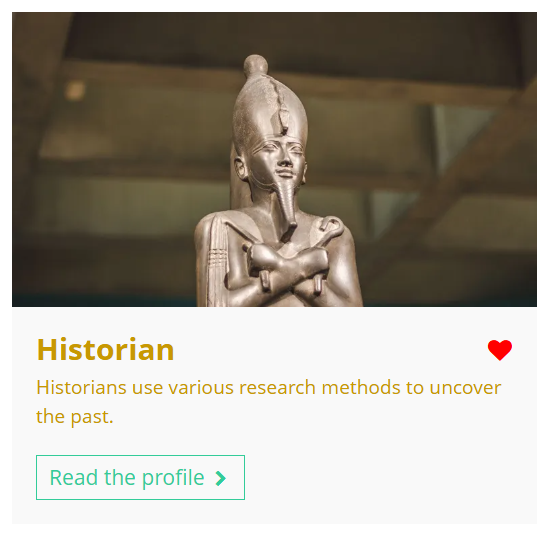 Historian
Historians use various research methods to uncover
the past.
Read the profile